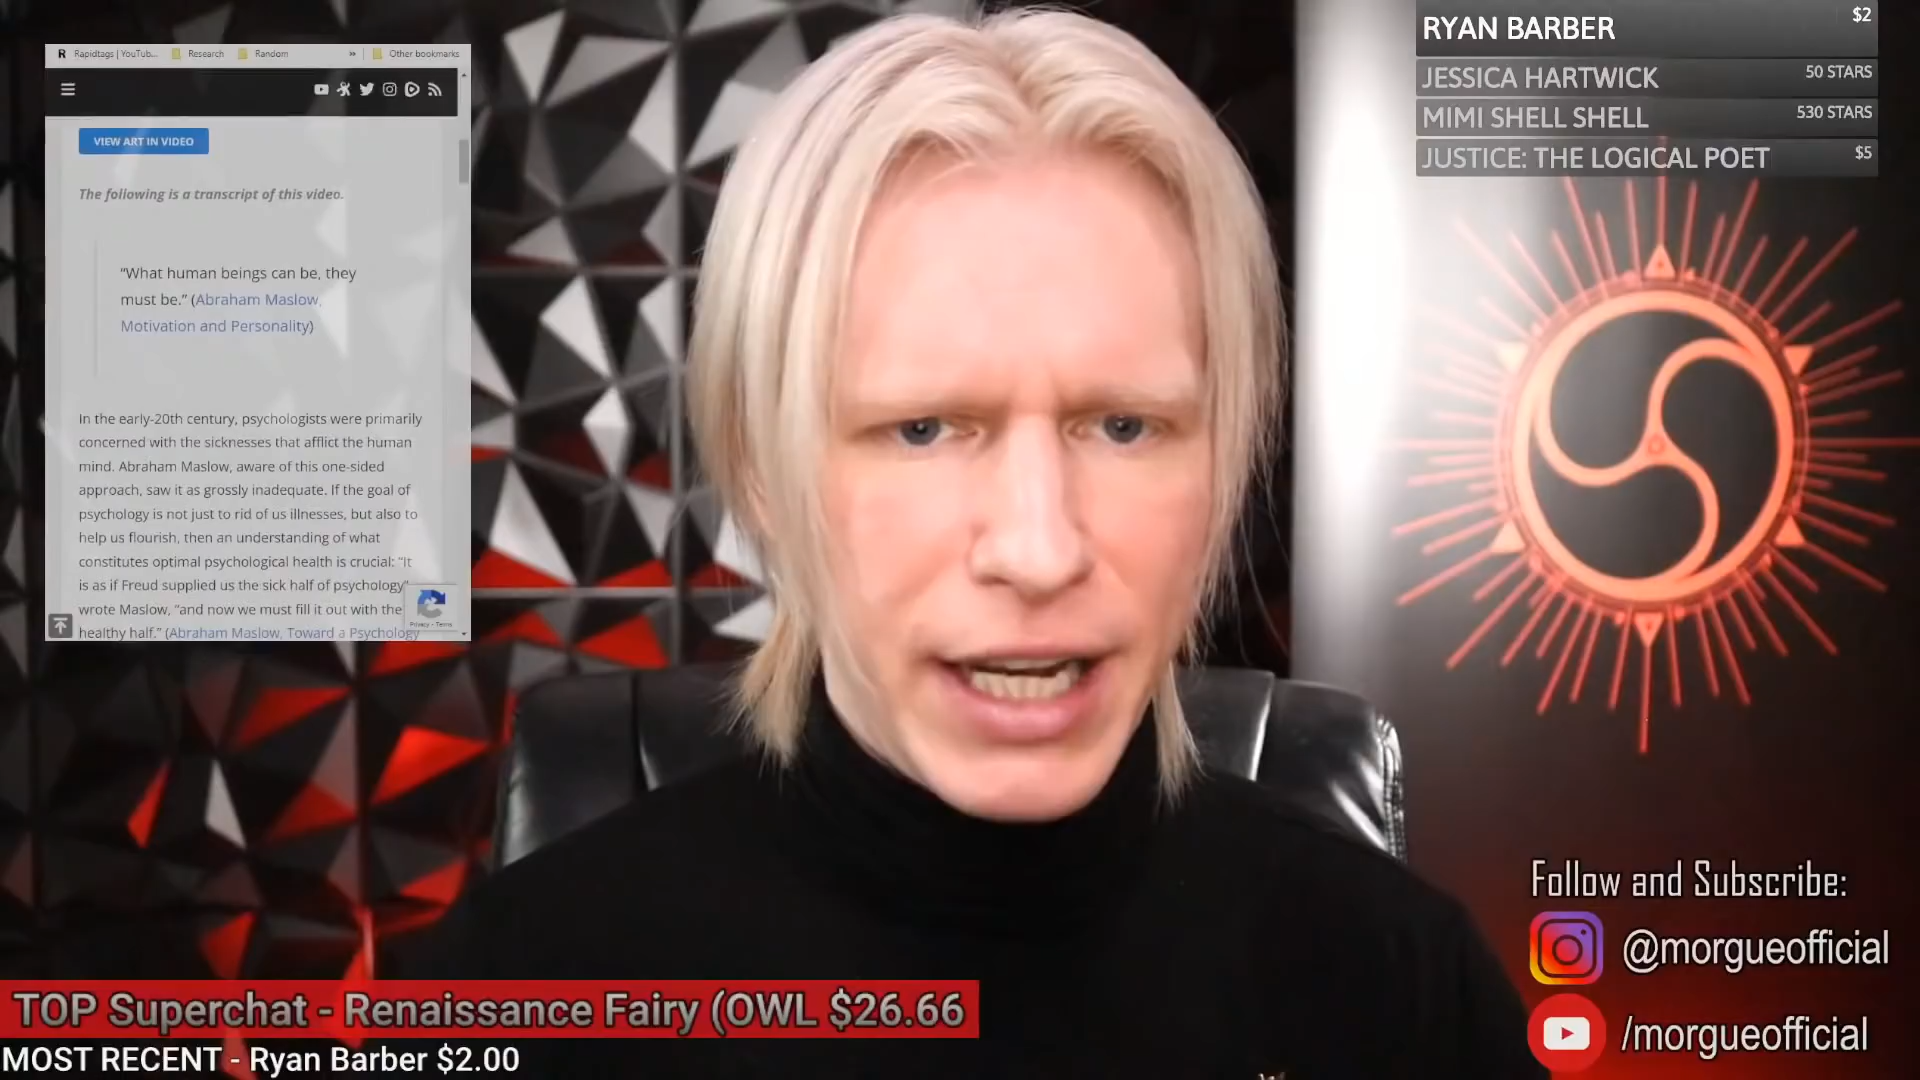 R Rapidtags | YouTub... Research Random » Other bookmarks
VIEW ART IN VIDEO
The following is a transcript of this video.
“What human beings can be, they
must be.” (Abraham Maslow,
Motivation and Personality)
In the early-20th century, psychologists were primarily
concerned with the sicknesses that afflict the human
mind. Abraham Maslow, aware of this one-sided
approach, saw it as grossly inadequate. If the goal of
psychology is not just to rid of us illnesses, but also to
help us flourish, then an understanding of what
constitutes optimal psychological health is crucial: “It
is as if Freud supplied us the sick half of psychology”
wrote Maslow, “and now we must fill it out with the
healthy half.” (Abraham Maslow, Toward a Psychology
Privacy - Terms
RYAN BARBER $2
JESSICA HARTWICK 50 STARS
MIMI SHELL SHELL 530 STARS
JUSTICE: THE LOGICAL POET $5
Follow and Subscribe:
@morgueofficial
/morgueofficial
TOP Superchat - Renaissance Fairy (OWL $26.66
MOST RECENT - Ryan Barber $2.00